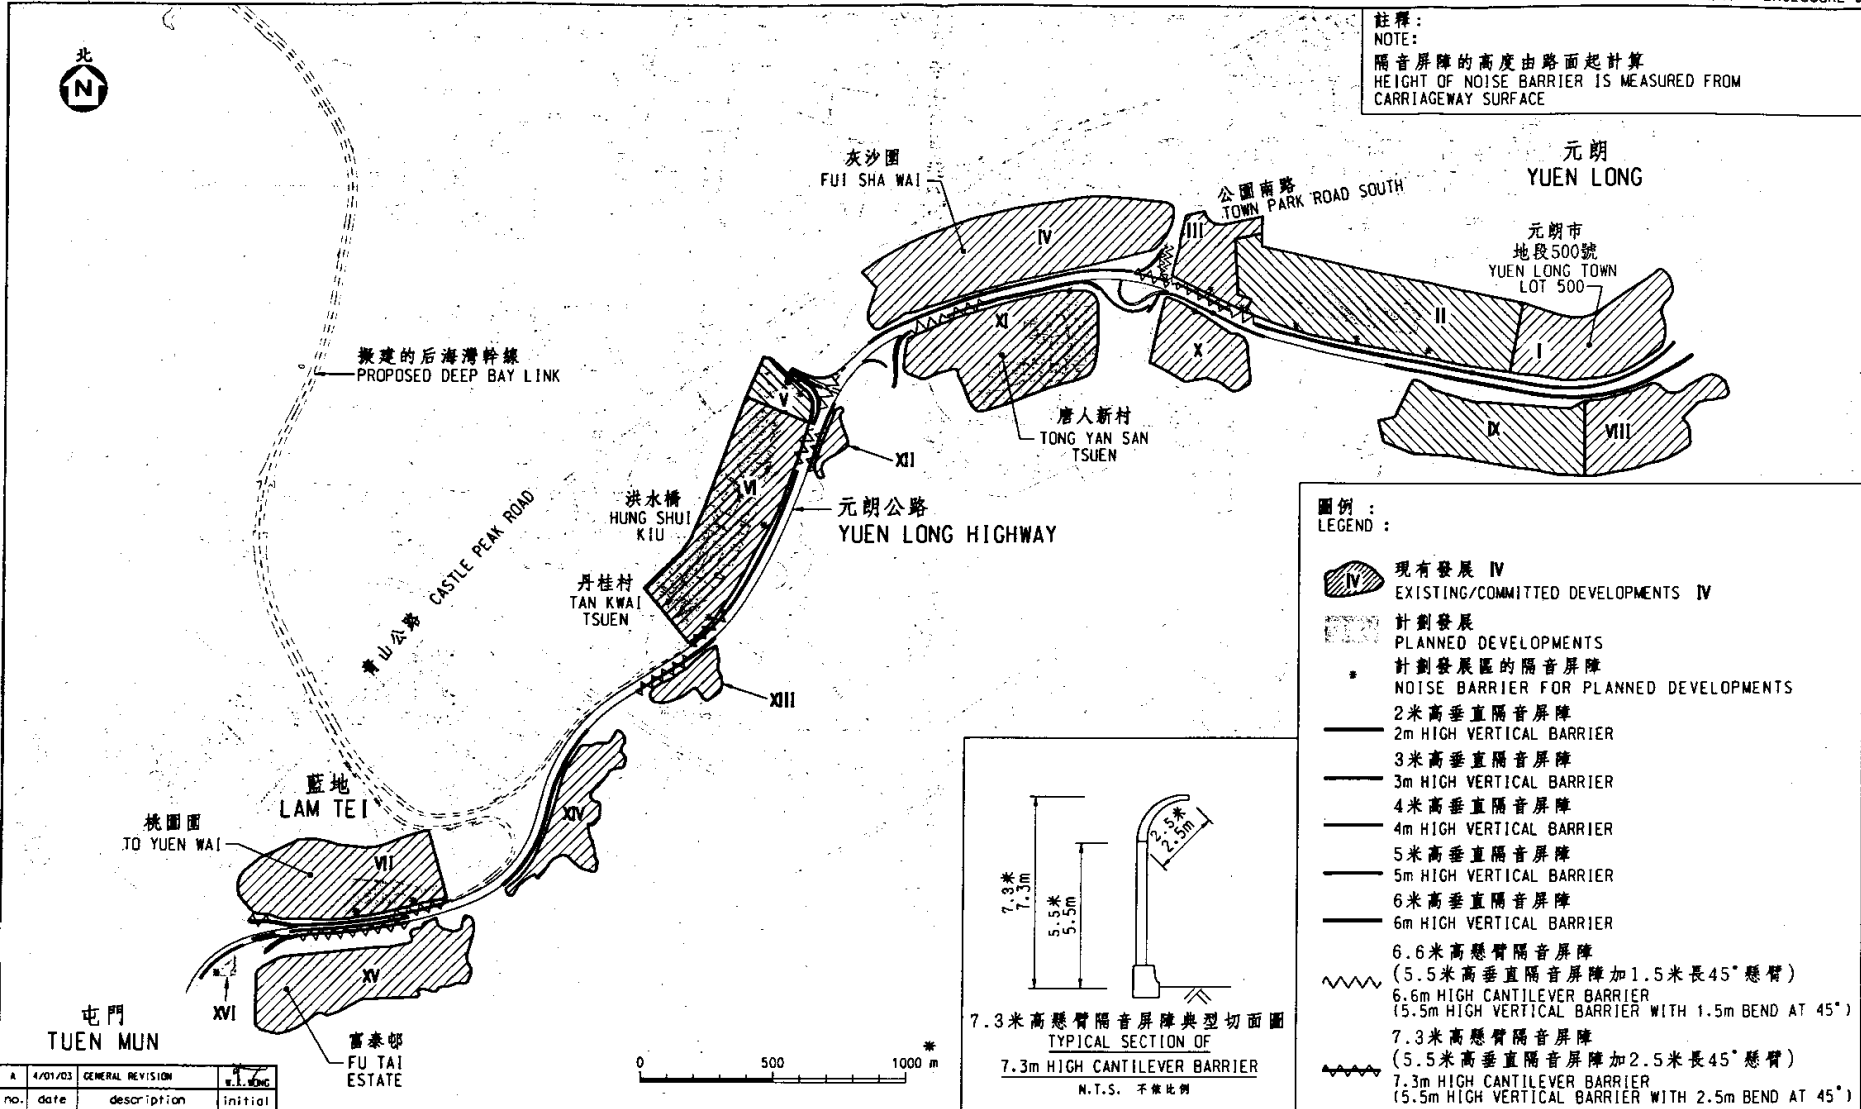 北
N
註釋：
NOTE:
隔音屏障的高度由路面起計算
HEIGHT OF NOISE BARRIER IS MEASURED FROM
CARRIAGEWAY SURFACE
元朗
YUEN LONG
灰沙圍
FUI SHA WAI
公園南路
TOWN PARK ROAD SOUTH
元朗市
地段500號
YUEN LONG TOWN
LOT 500
IV
III
II
I
XI
X
IX
VIII
擬建的后海灣幹線
PROPOSED DEEP BAY LINK
V
唐人新村
TONG YAN SAN
TSUEN
XII
VI
洪水橋
HUNG SHUI
KIU
元朗公路
YUEN LONG HIGHWAY
青山公路 CASTLE PEAK ROAD
丹桂村
TAN KWAI
TSUEN
XIII
藍地
LAM TEI
桃園圍
TO YUEN WAI
VII
XIV
XV
XVI
屯門
TUEN MUN
富泰邨
FU TAI
ESTATE
0 500 1000 m
*
A 4/01/03 GENERAL REVISION
no. date description initial
7.3米
7.3m
5.5米
5.5m
2.5米
2.5m
7.3米高懸臂隔音屏障典型切面圖
TYPICAL SECTION OF
7.3m HIGH CANTILEVER BARRIER
N.T.S. 不依比例
圖例：
LEGEND :
IV
現有發展 IV
EXISTING/COMMITTED DEVELOPMENTS IV
計劃發展
PLANNED DEVELOPMENTS
* 計劃發展區的隔音屏障
NOISE BARRIER FOR PLANNED DEVELOPMENTS
2米高垂直隔音屏障
2m HIGH VERTICAL BARRIER
3米高垂直隔音屏障
3m HIGH VERTICAL BARRIER
4米高垂直隔音屏障
4m HIGH VERTICAL BARRIER
5米高垂直隔音屏障
5m HIGH VERTICAL BARRIER
6米高垂直隔音屏障
6m HIGH VERTICAL BARRIER
6.6米高懸臂隔音屏障
(5.5米高垂直隔音屏障加1.5米長45°懸臂)
6.6m HIGH CANTILEVER BARRIER
(5.5m HIGH VERTICAL BARRIER WITH 1.5m BEND AT 45°)
7.3米高懸臂隔音屏障
(5.5米高垂直隔音屏障加2.5米長45°懸臂)
7.3m HIGH CANTILEVER BARRIER
(5.5m HIGH VERTICAL BARRIER WITH 2.5m BEND AT 45°)